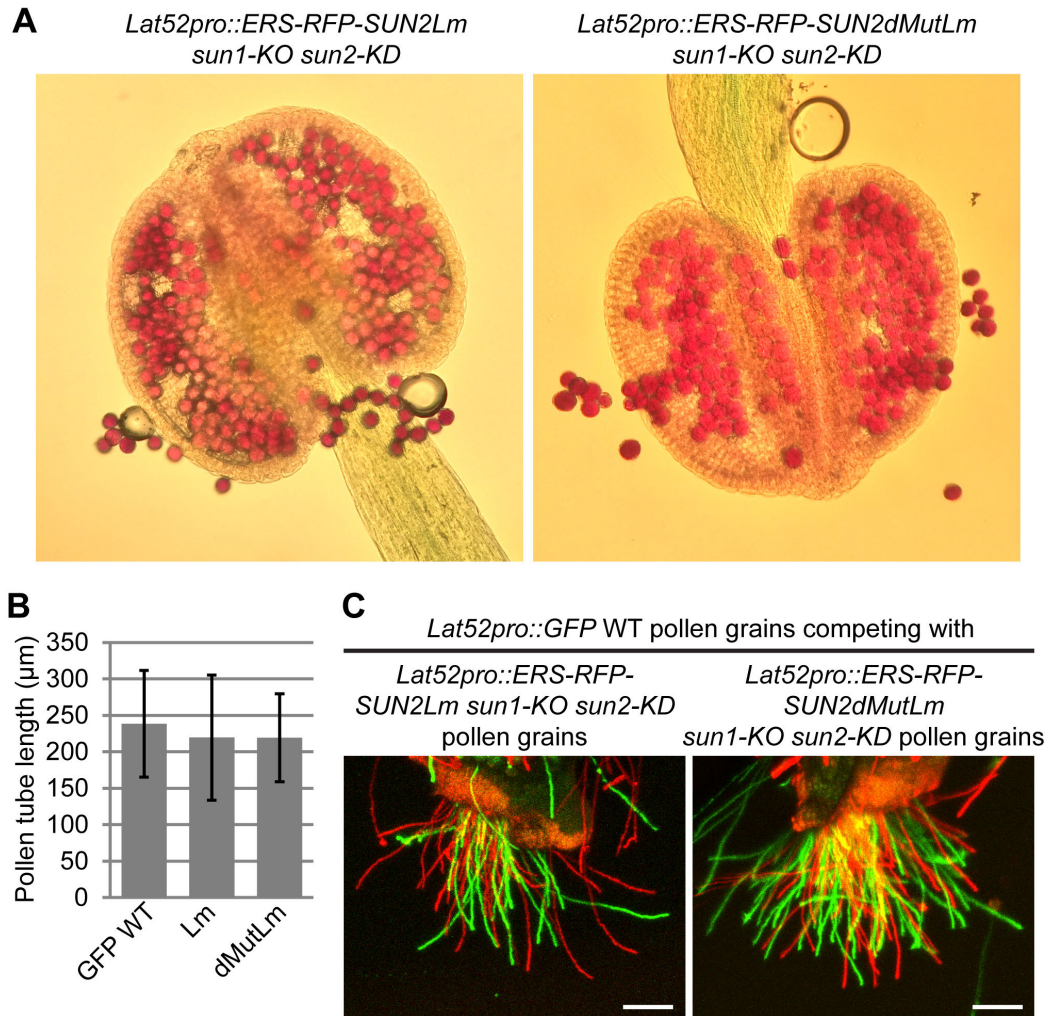 A
Lat52pro::ERS-RFP-SUN2Lm
sun1-KO sun2-KD
Lat52pro::ERS-RFP-SUN2dMutLm
sun1-KO sun2-KD
B
Pollen tube length (µm)
350
300
250
200
150
100
50
0
GFP WT
Lm
dMutLm
C
Lat52pro::GFP WT pollen grains competing with
Lat52pro::ERS-RFP-
SUN2Lm sun1-KO sun2-KD
pollen grains
Lat52pro::ERS-RFP-
SUN2dMutLm
sun1-KO sun2-KD pollen grains